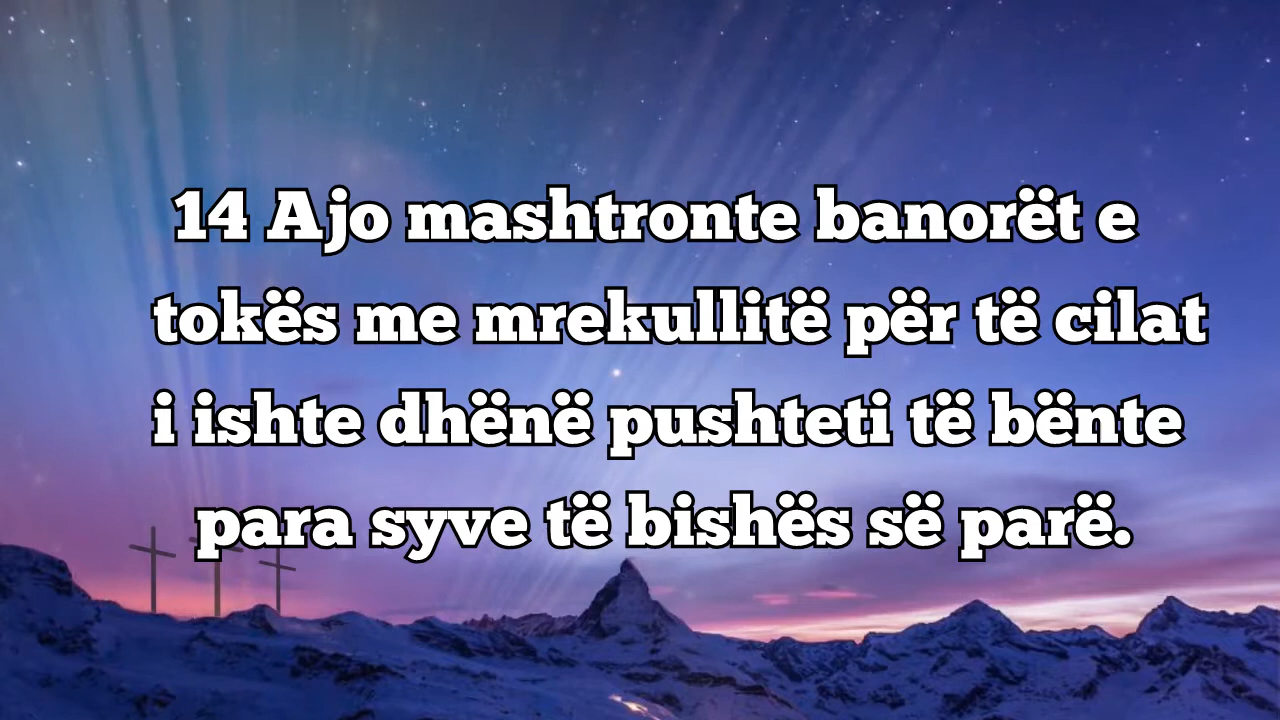 14 Ajo mashtronte banorët e
tokës me mrekullitë për të cilat
i ishte dhënë pushteti të bënte
para syve të bishës së parë.